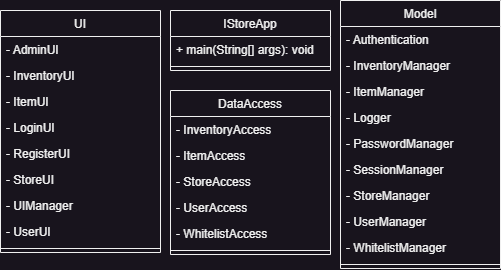 UI
- AdminUI
- InventoryUI
- ItemUI
- LoginUI
- RegisterUI
- StoreUI
- UIManager
- UserUI
IStoreApp
+ main(String[] args): void
DataAccess
- InventoryAccess
- ItemAccess
- StoreAccess
- UserAccess
- WhitelistAccess
Model
- Authentication
- InventoryManager
- ItemManager
- Logger
- PasswordManager
- SessionManager
- StoreManager
- UserManager
- WhitelistManager